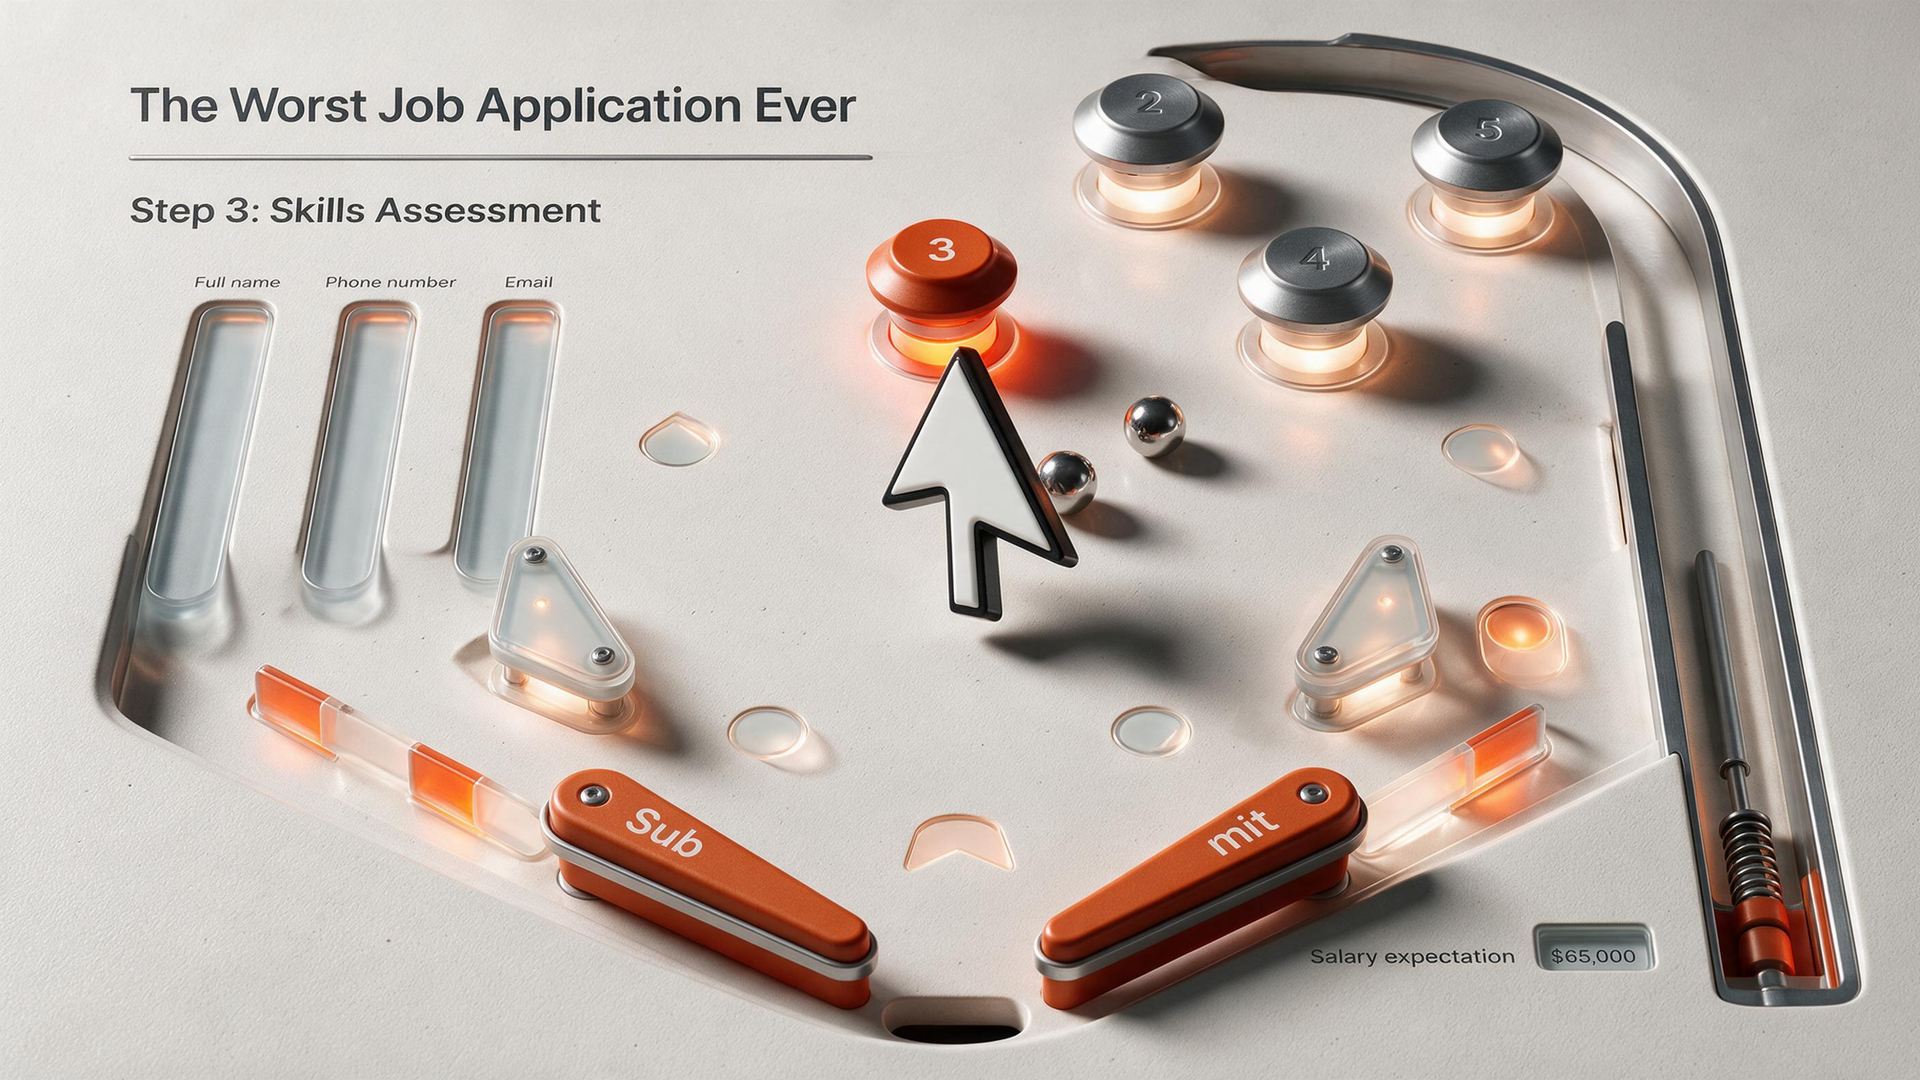 The Worst Job Application Ever
Step 3: Skills Assessment
Full name
Phone number
Email
2
5
3
4
Sub
mit
Salary expectation
$65,000